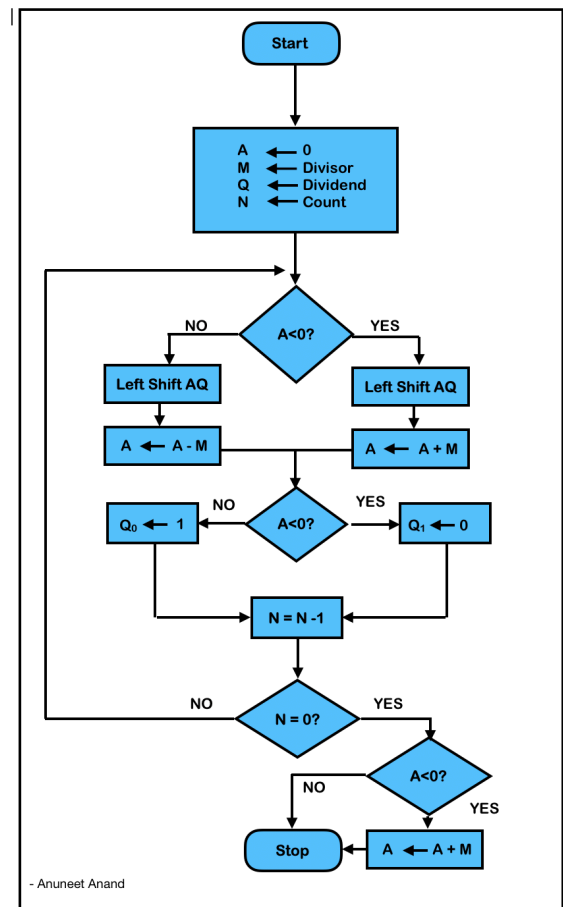 Start
A ← 0
M ← Divisor
Q ← Dividend
N ← Count
A<0?
NO
YES
Left Shift AQ
Left Shift AQ
A ← A - M
A ← A + M
A<0?
NO
YES
Q₀ ← 1
Q₁ ← 0
N = N -1
N = 0?
NO
YES
A<0?
NO
YES
A ← A + M
Stop
- Anuneet Anand